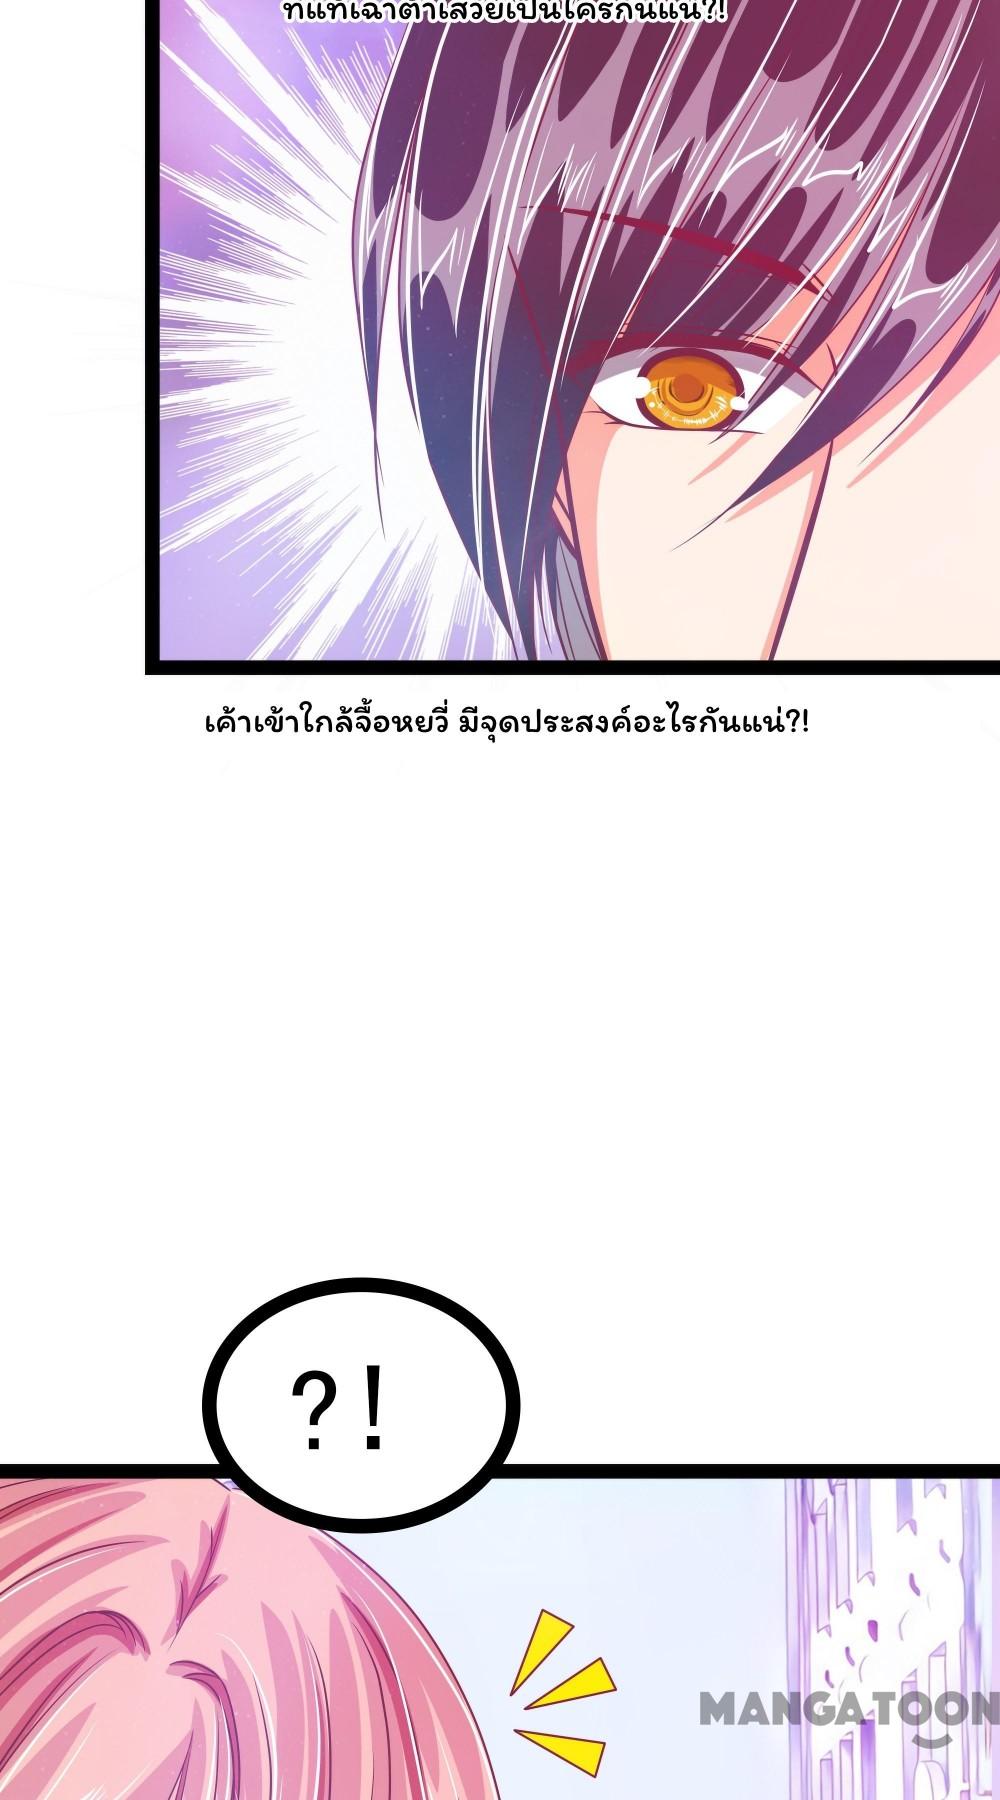 ที่แท้เฉาต้าเสวียเป็นใครกันแน่?!
เค้าเข้าใกล้จื้อหยวี่ มีจุดประสงค์อะไรกันแน่?!
?!
MANGATOON